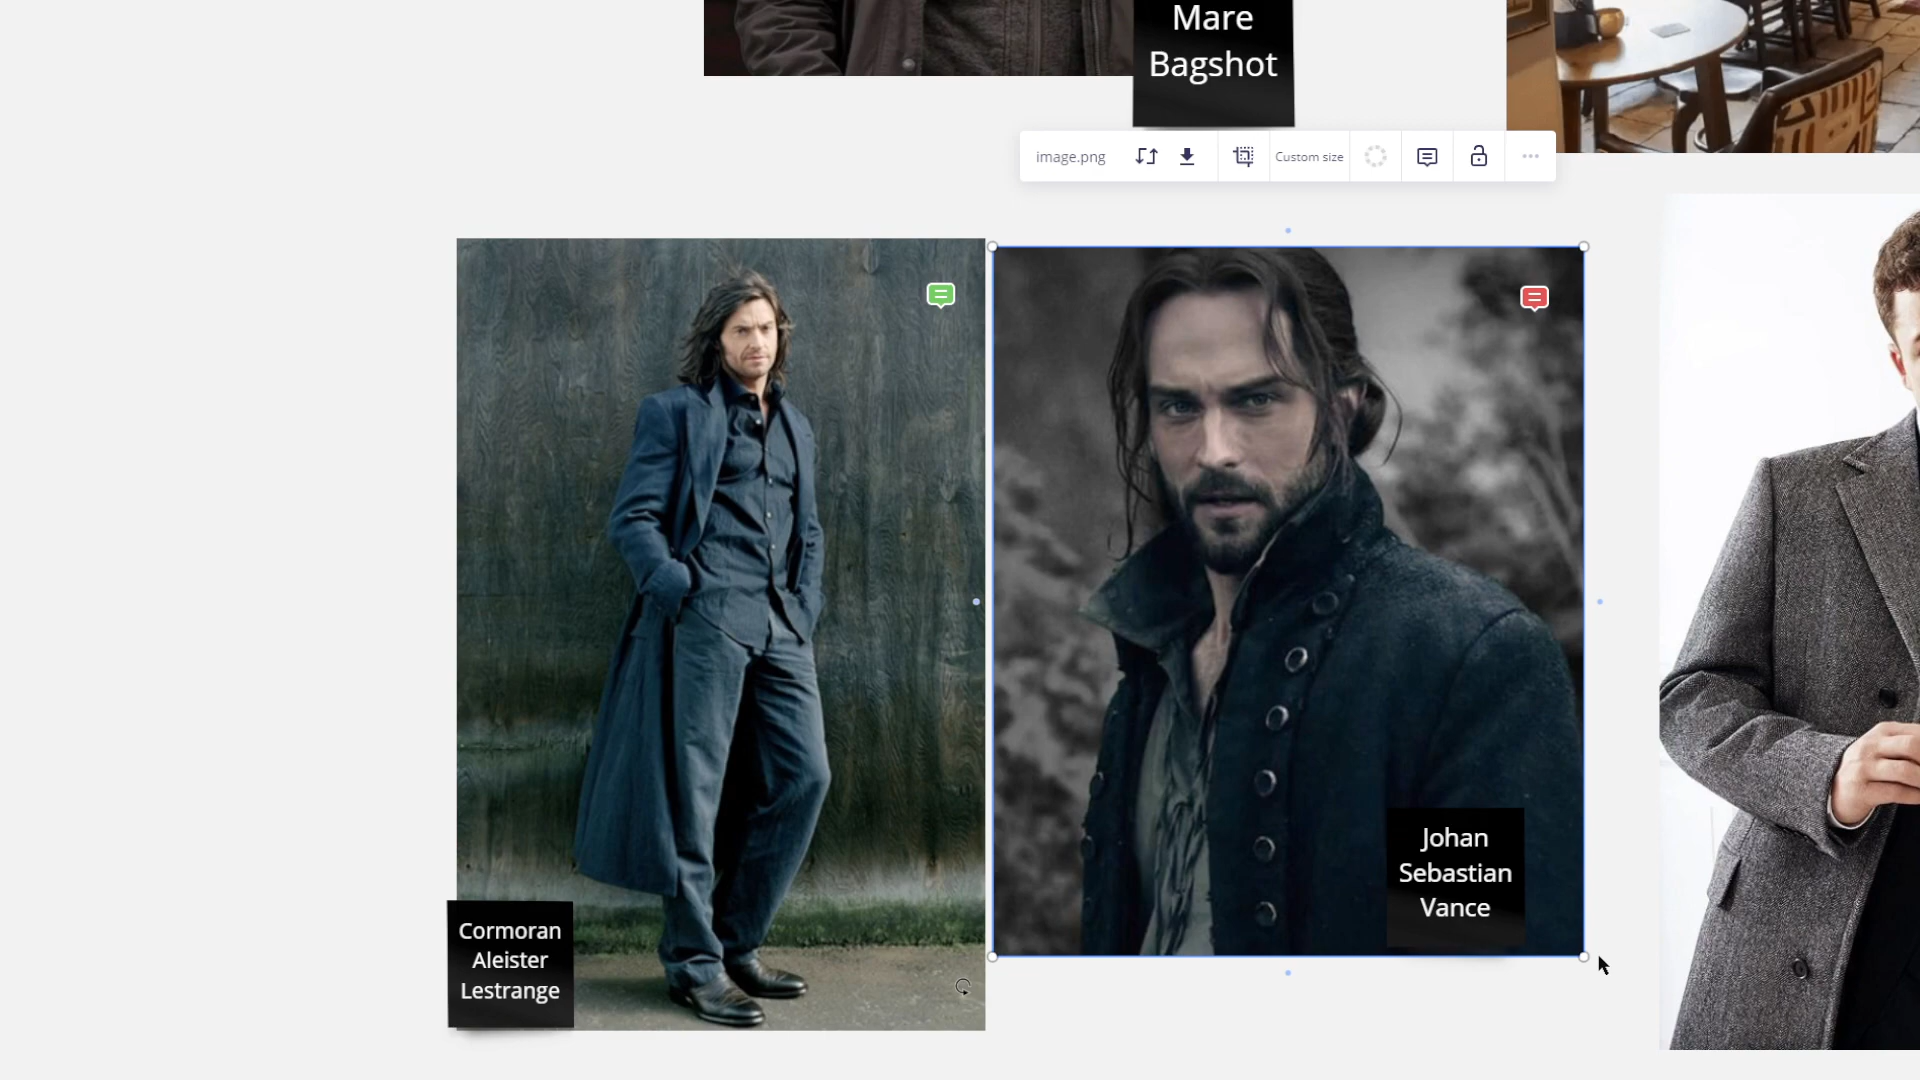 Mare
Bagshot
image.png
Custom size
Cormoran
Aleister
Lestrange
Johan
Sebastian
Vance